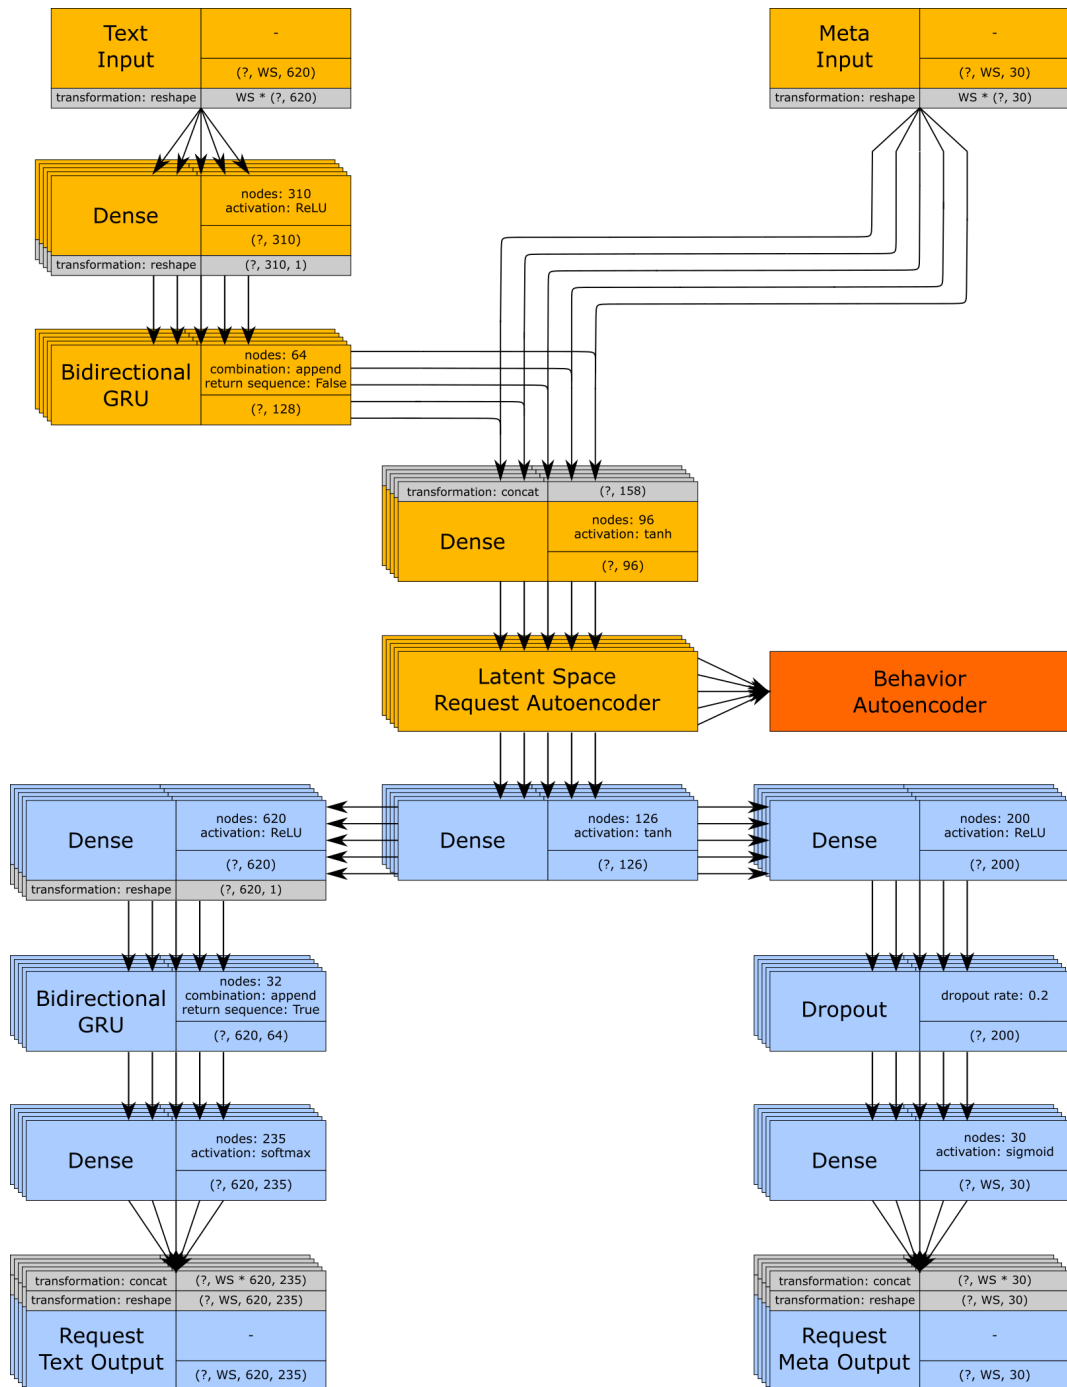 Text
Input
-
(?, WS, 620)
transformation: reshape
WS * (?, 620)
Meta
Input
-
(?, WS, 30)
transformation: reshape
WS * (?, 30)
Dense
nodes: 310
activation: ReLU
(?, 310)
transformation: reshape
(?, 310, 1)
Bidirectional
GRU
nodes: 64
combination: append
return sequence: False
(?, 128)
transformation: concat
(?, 158)
Dense
nodes: 96
activation: tanh
(?, 96)
Latent Space
Request Autoencoder
Behavior
Autoencoder
Dense
nodes: 620
activation: ReLU
(?, 620)
transformation: reshape
(?, 620, 1)
Dense
nodes: 126
activation: tanh
(?, 126)
Dense
nodes: 200
activation: ReLU
(?, 200)
Bidirectional
GRU
nodes: 32
combination: append
return sequence: True
(?, 620, 64)
Dropout
dropout rate: 0.2
(?, 200)
Dense
nodes: 235
activation: softmax
(?, 620, 235)
Dense
nodes: 30
activation: sigmoid
(?, WS, 30)
transformation: concat
(?, WS * 620, 235)
transformation: reshape
(?, WS, 620, 235)
Request
Text Output
-
(?, WS, 620, 235)
transformation: concat
(?, WS * 30)
transformation: reshape
(?, WS, 30)
Request
Meta Output
-
(?, WS, 30)